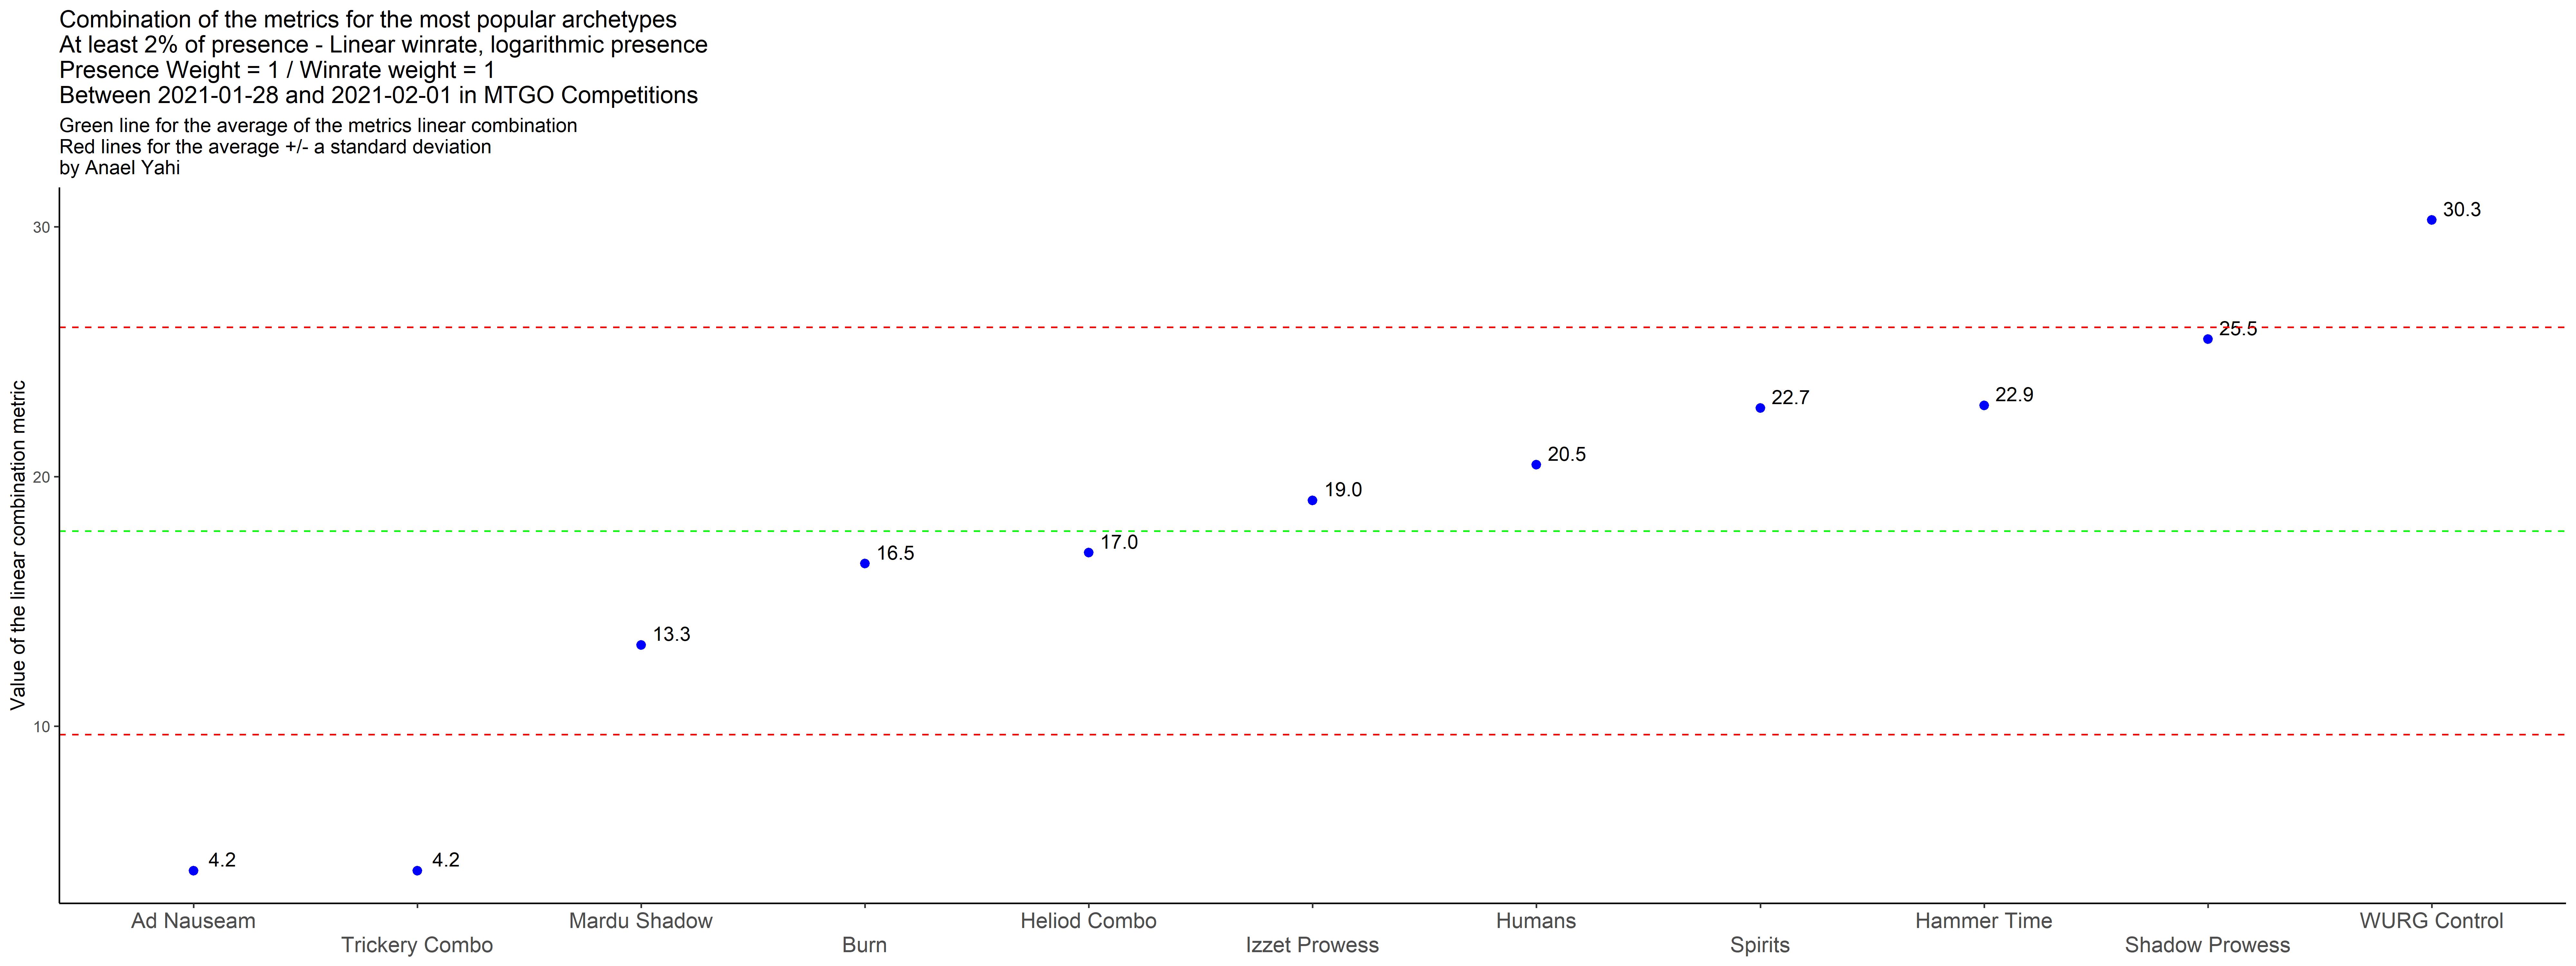 Combination of the metrics for the most popular archetypes
At least 2% of presence - Linear winrate, logarithmic presence
Presence Weight = 1 / Winrate weight = 1
Between 2021-01-28 and 2021-02-01 in MTGO Competitions
Green line for the average of the metrics linear combination
Red lines for the average +/- a standard deviation
by Anael Yahi
Value of the linear combination metric
30
20
10
4.2
4.2
13.3
16.5
17.0
19.0
20.5
22.7
22.9
25.5
30.3
Ad Nauseam
Trickery Combo
Mardu Shadow
Burn
Heliod Combo
Izzet Prowess
Humans
Spirits
Hammer Time
Shadow Prowess
WURG Control